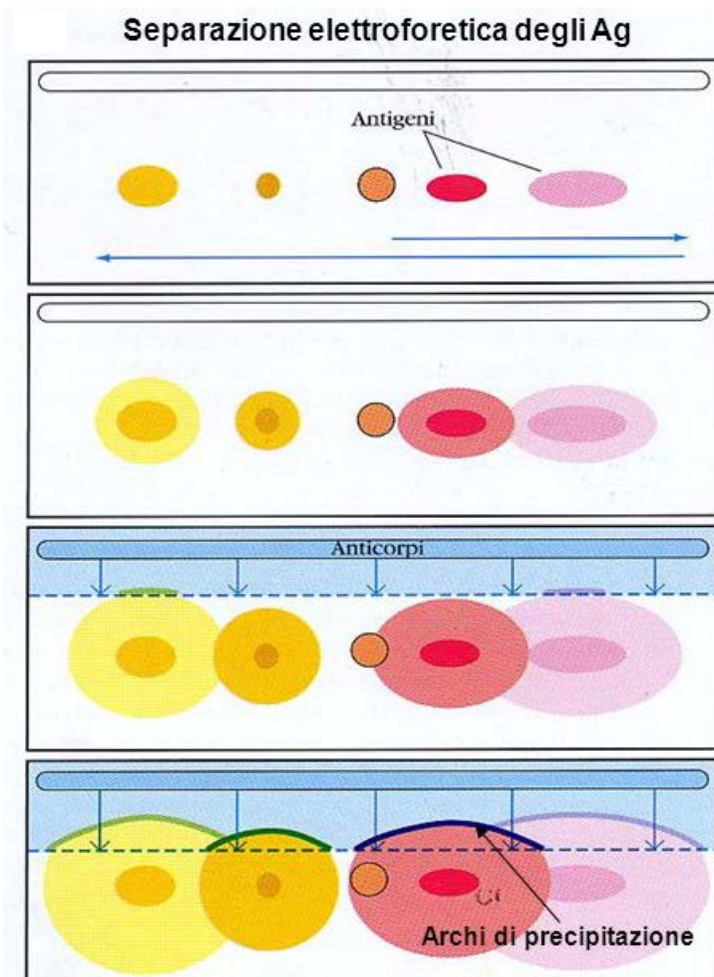 Separazione elettroforetica degli Ag
Antigeni
Anticorpi
Archi di precipitazione